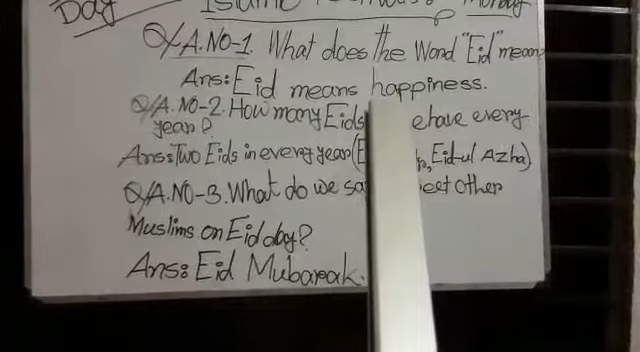 Day Islamic
Q/A.NO-1. What does the Word "Eid" mean
Ans: Eid means happiness.
Q/A.NO-2. How many Eids have every
year?
Ans: Two Eids in every year (Eid-ul Azha)
Q/A.NO-3. What do we other
Muslims on Eid day?
Ans: Eid Mubarak.